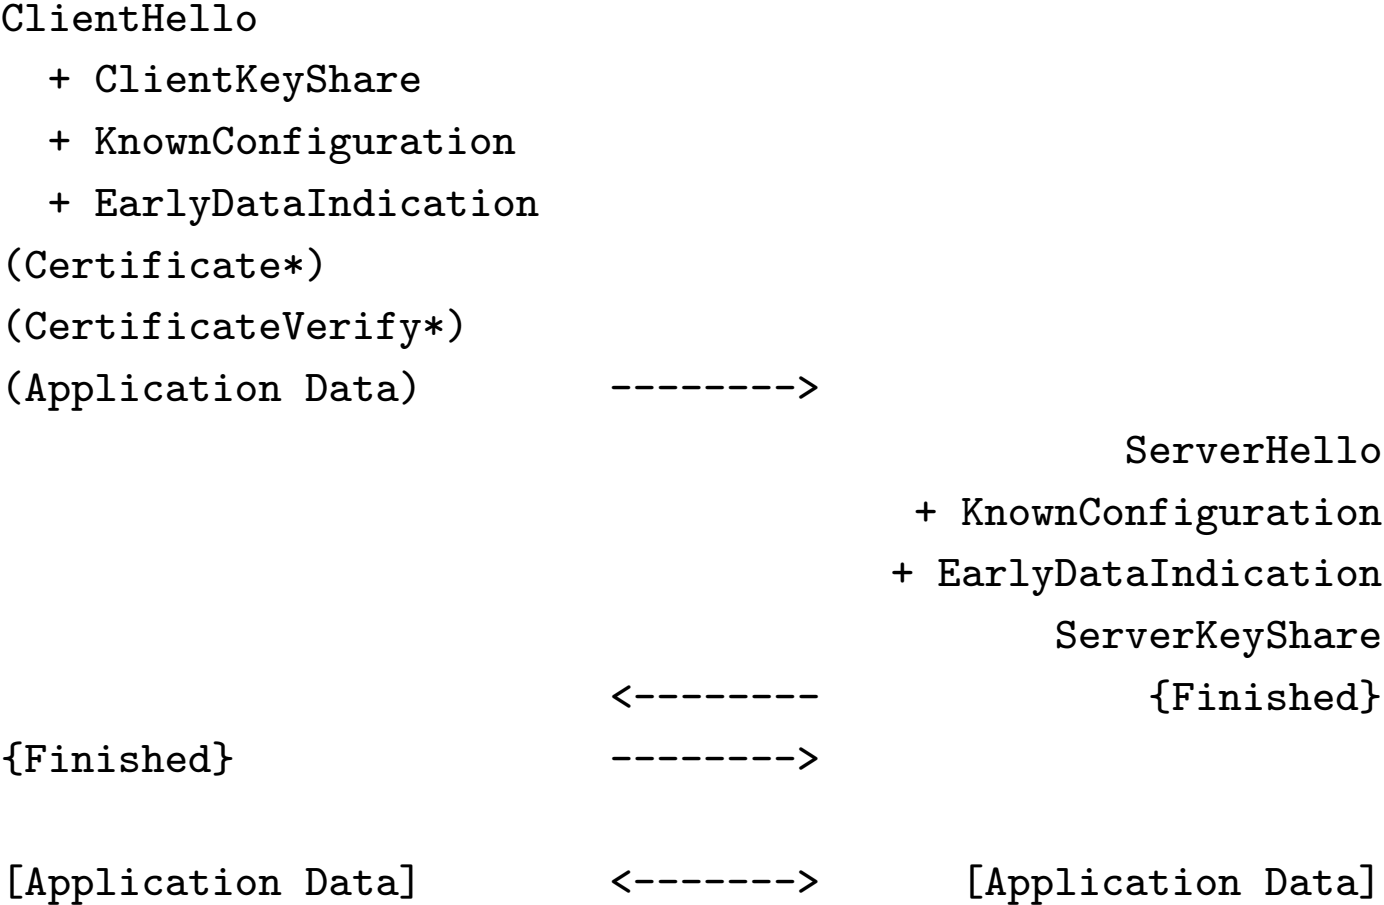 ClientHello
+ ClientKeyShare
+ KnownConfiguration
+ EarlyDataIndication
(Certificate*)
(CertificateVerify*)
(Application Data) -------->
ServerHello
+ KnownConfiguration
+ EarlyDataIndication
ServerKeyShare
<-------- {Finished}
{Finished} -------->
[Application Data] <-------> [Application Data]